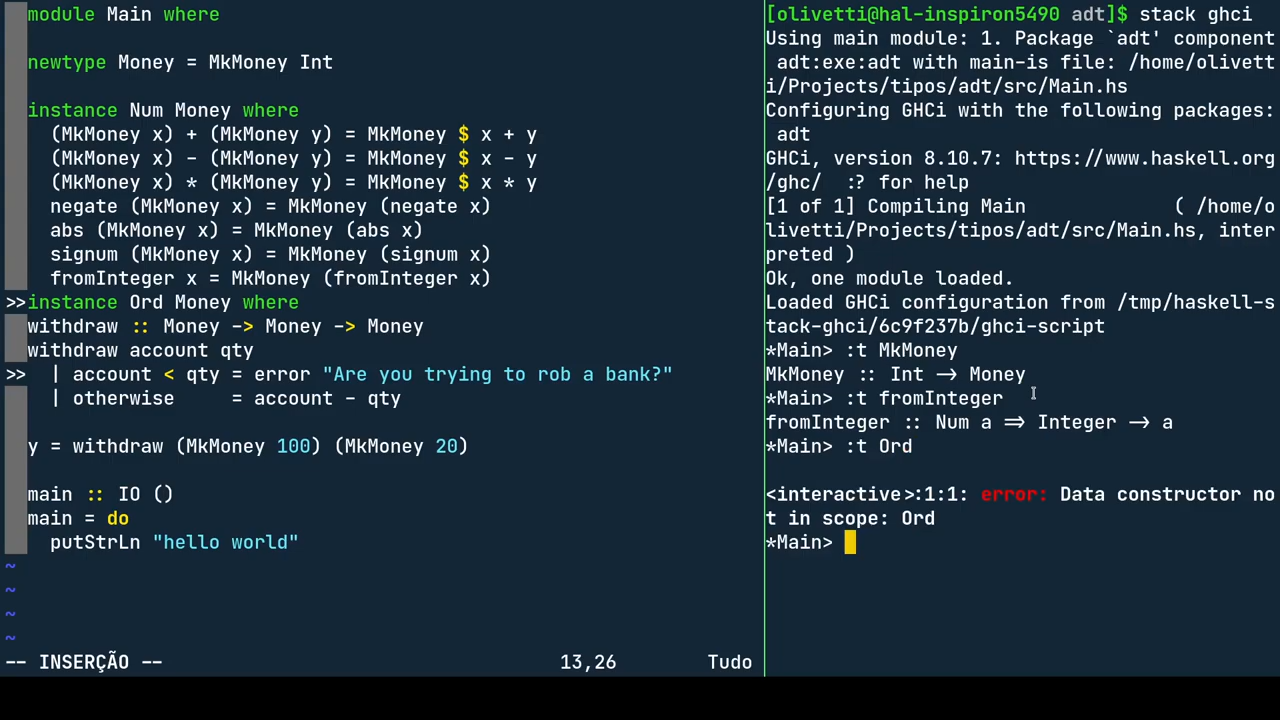 module Main where
newtype Money = MkMoney Int
instance Num Money where
(MkMoney x) + (MkMoney y) = MkMoney $ x + y
(MkMoney x) - (MkMoney y) = MkMoney $ x - y
(MkMoney x) * (MkMoney y) = MkMoney $ x * y
negate (MkMoney x) = MkMoney (negate x)
abs (MkMoney x) = MkMoney (abs x)
signum (MkMoney x) = MkMoney (signum x)
fromInteger x = MkMoney (fromInteger x)
>>instance Ord Money where
withdraw :: Money -> Money -> Money
withdraw account qty
>> | account < qty = error "Are you trying to rob a bank?"
| otherwise = account - qty
y = withdraw (MkMoney 100) (MkMoney 20)
main :: IO ()
main = do
putStrLn "hello world"
~
~
~
~
-- INSERÇÃO -- 13,26 Tudo
[olivetti@hal-inspiron5490 adt]$ stack ghci
Using main module: 1. Package `adt' component
adt:exe:adt with main-is file: /home/olivett
i/Projects/tipos/adt/src/Main.hs
Configuring GHCi with the following packages:
adt
GHCi, version 8.10.7: https://www.haskell.org
/ghc/ :? for help
[1 of 1] Compiling Main ( /home/o
livetti/Projects/tipos/adt/src/Main.hs, inter
preted )
Ok, one module loaded.
Loaded GHCi configuration from /tmp/haskell-s
tack-ghci/6c9f237b/ghci-script
*Main> :t MkMoney
MkMoney :: Int -> Money
*Main> :t fromInteger
fromInteger :: Num a => Integer -> a
*Main> :t Ord
<interactive>:1:1: error: Data constructor no
t in scope: Ord
*Main>